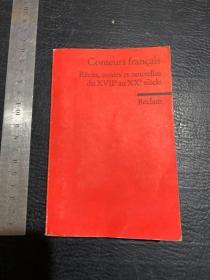 Conteurs français
Récits, contes et nouvelles
du XVIIᵉ au XXᵉ siècle
Reclam